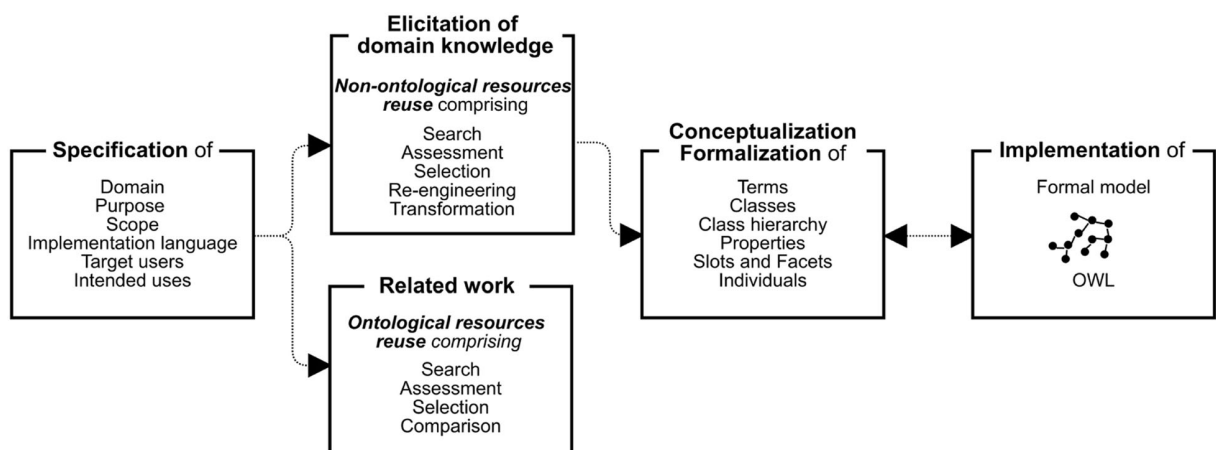 Specification of
Domain
Purpose
Scope
Implementation language
Target users
Intended uses
Elicitation of
domain knowledge
Non-ontological resources
reuse comprising
Search
Assessment
Selection
Re-engineering
Transformation
Related work
Ontological resources
reuse comprising
Search
Assessment
Selection
Comparison
Conceptualization
Formalization of
Terms
Classes
Class hierarchy
Properties
Slots and Facets
Individuals
Implementation of
Formal model
OWL